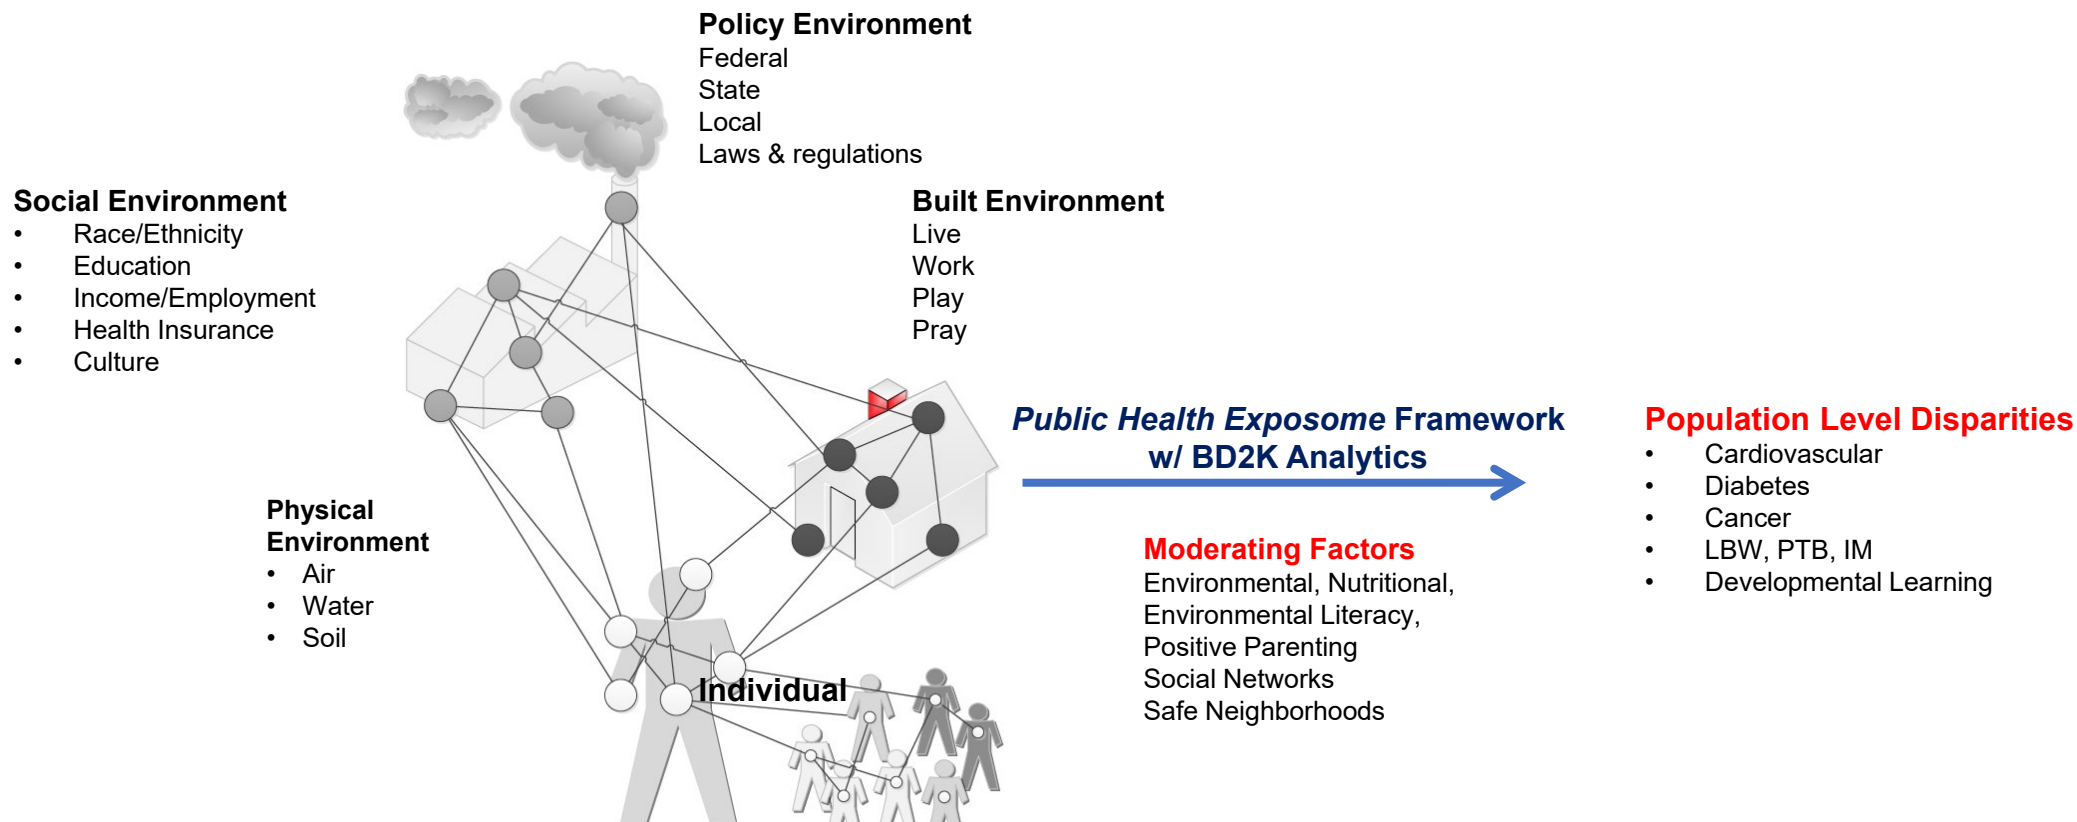 Policy Environment
Federal
State
Local
Laws & regulations
Social Environment
• Race/Ethnicity
• Education
• Income/Employment
• Health Insurance
• Culture
Built Environment
Live
Work
Play
Pray
Physical
Environment
• Air
• Water
• Soil
Individual
Public Health Exposome Framework
w/ BD2K Analytics
Moderating Factors
Environmental, Nutritional,
Environmental Literacy,
Positive Parenting
Social Networks
Safe Neighborhoods
Population Level Disparities
• Cardiovascular
• Diabetes
• Cancer
• LBW, PTB, IM
• Developmental Learning